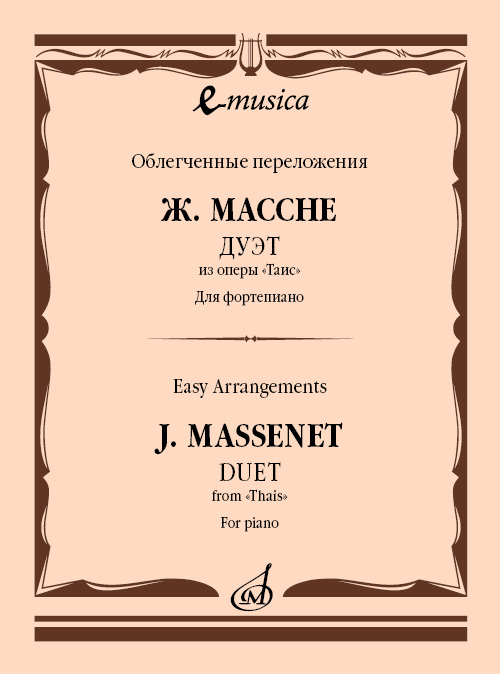 e-musica
Облегченные переложения
Ж. МАССНЕ
ДУЭТ
из оперы «Таис»
Для фортепиано
Easy Arrangements
J. MASSENET
DUET
from «Thais»
For piano
М